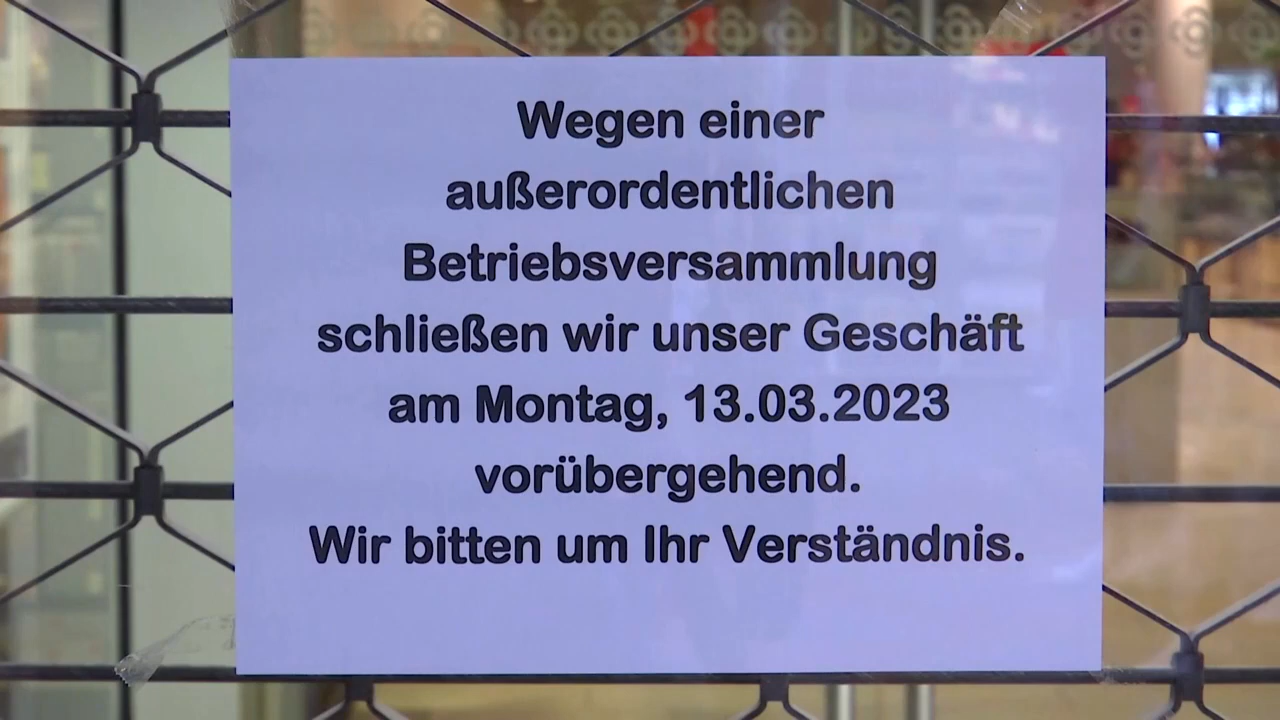 Wegen einer
außerordentlichen
Betriebsversammlung
schließen wir unser Geschäft
am Montag, 13.03.2023
vorübergehend.
Wir bitten um Ihr Verständnis.